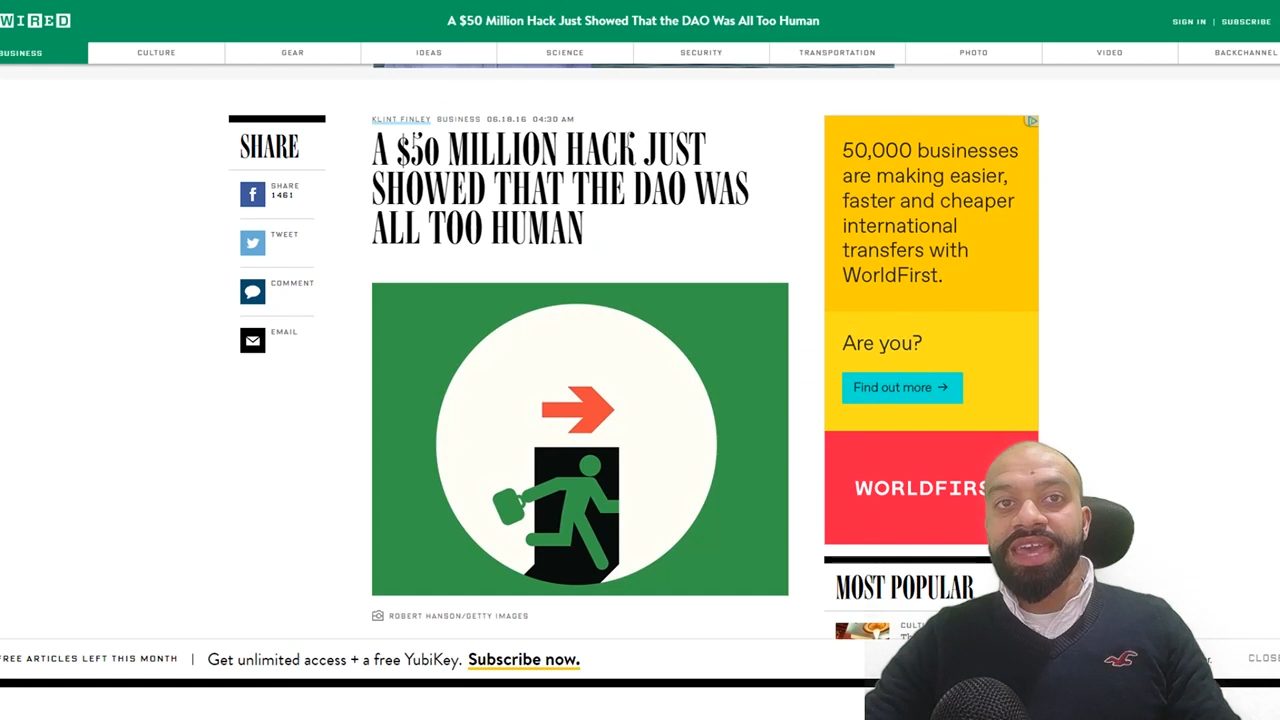 WIRED
A $50 Million Hack Just Showed That the DAO Was All Too Human
SIGN IN | SUBSCRIBE
BUSINESS
CULTURE
GEAR
IDEAS
SCIENCE
SECURITY
TRANSPORTATION
PHOTO
VIDEO
BACKCHANNEL
SHARE
SHARE
1461
TWEET
COMMENT
EMAIL
KLINT FINLEY BUSINESS 06.18.16 04:30 AM
A $50 MILLION HACK JUST
SHOWED THAT THE DAO WAS
ALL TOO HUMAN
ROBERT HANSON/GETTY IMAGES
50,000 businesses
are making easier,
faster and cheaper
international
transfers with
WorldFirst.
Are you?
Find out more →
WORLDFIRS
MOST POPULAR
CULT
FREE ARTICLES LEFT THIS MONTH | Get unlimited access + a free YubiKey. Subscribe now.
CLOSE